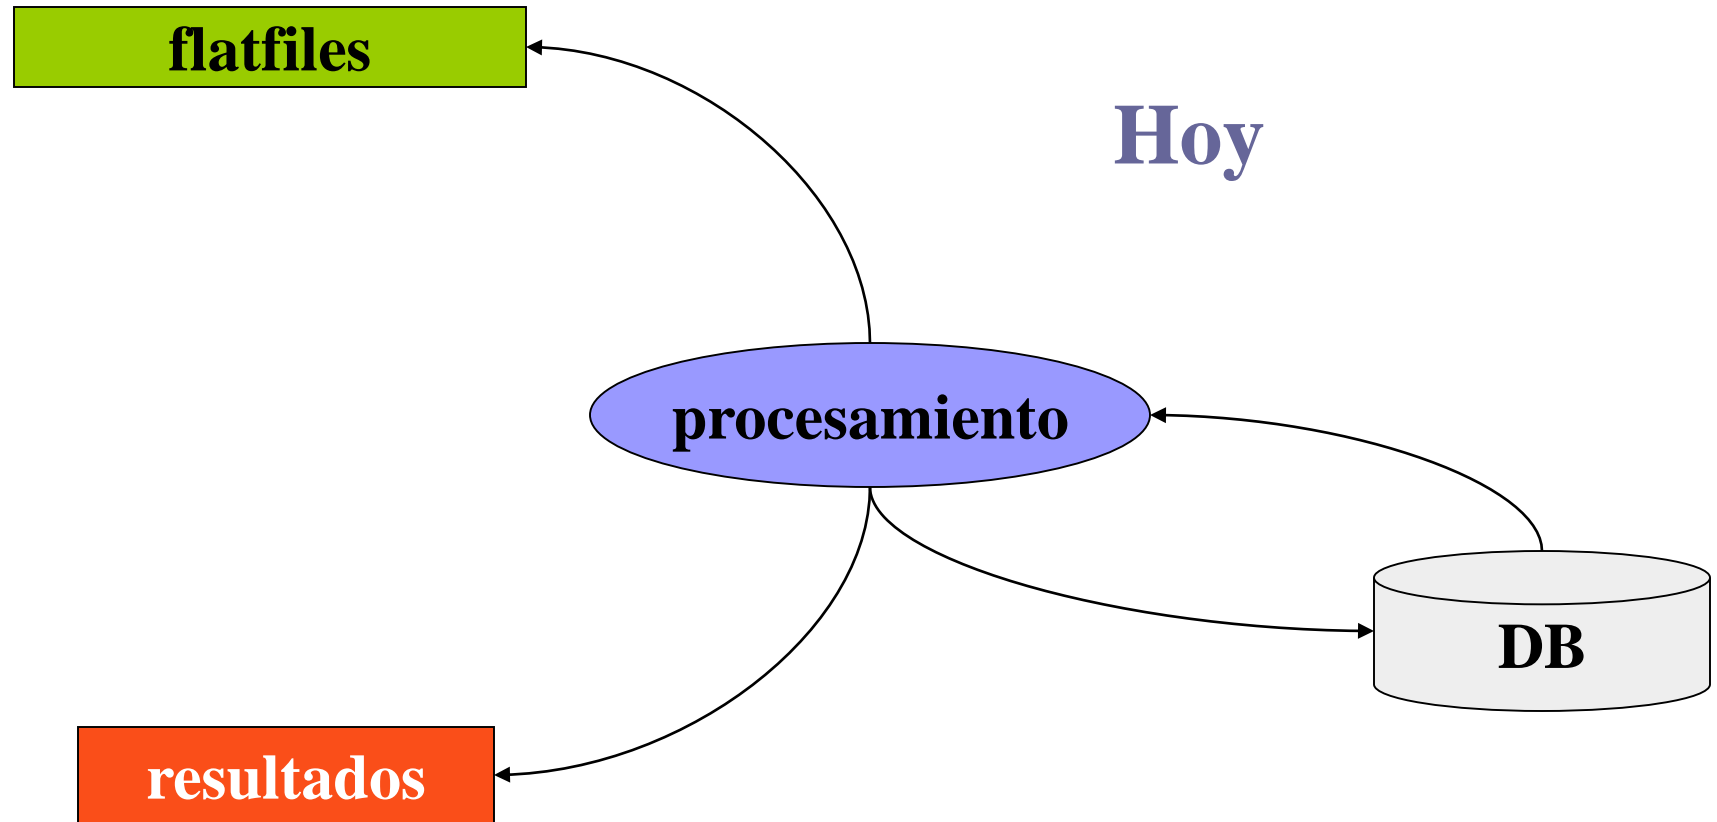 flatfiles
Hoy
procesamiento
DB
resultados